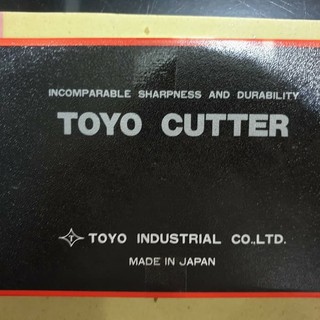 INCOMPARABLE SHARPNESS AND DURABILITY
TOYO CUTTER
T TOYO INDUSTRIAL CO.,LTD.
MADE IN JAPAN